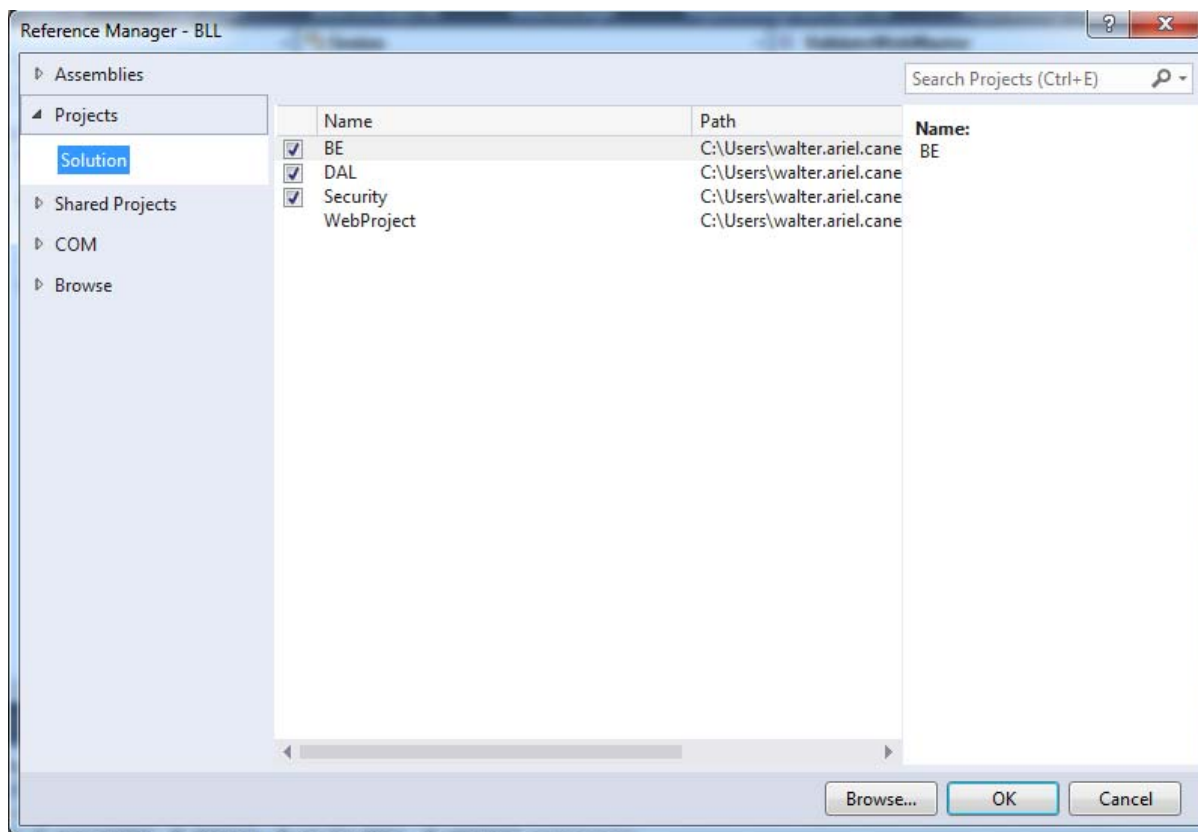 Reference Manager - BLL
Assemblies
Search Projects (Ctrl+E)
Projects
Solution
Shared Projects
COM
Browse
Name Path
BE C:\Users\walter.ariel.cane
DAL C:\Users\walter.ariel.cane
Security C:\Users\walter.ariel.cane
WebProject C:\Users\walter.ariel.cane
Name:
BE
Browse... OK Cancel